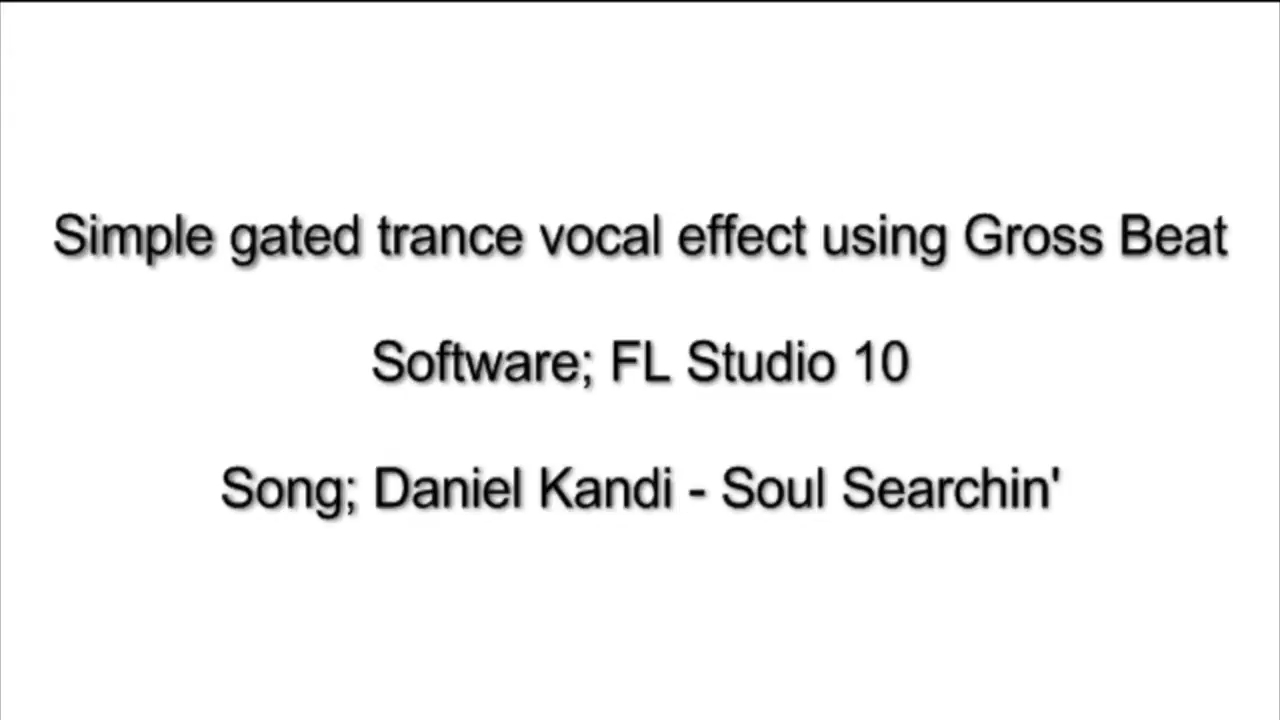 Simple gated trance vocal effect using Gross Beat
Software; FL Studio 10
Song; Daniel Kandi - Soul Searchin'